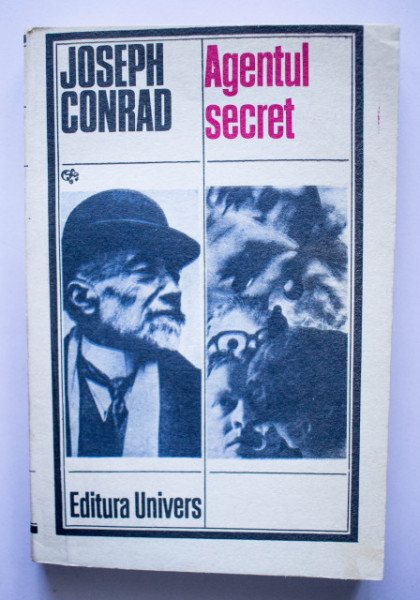 JOSEPH
CONRAD
Agentul
secret
Editura Univers